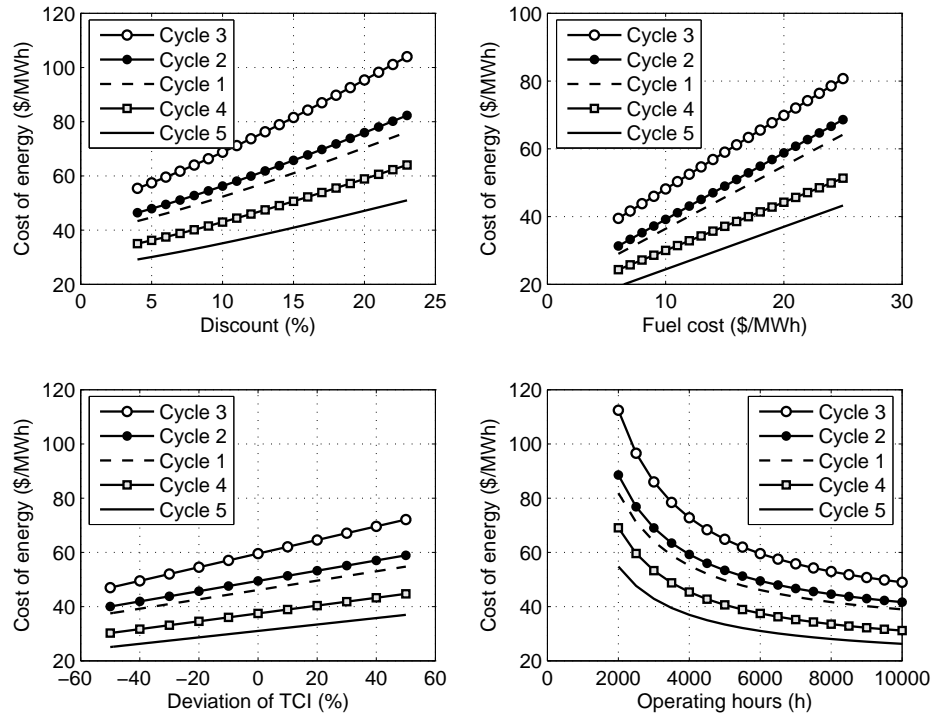 120
100
80
60
40
20
0
5
10
15
20
25
Cost of energy ($/MWh)
Discount (%)
Cycle 3
Cycle 2
Cycle 1
Cycle 4
Cycle 5
100
80
60
40
20
0
10
20
30
Cost of energy ($/MWh)
Fuel cost ($/MWh)
Cycle 3
Cycle 2
Cycle 1
Cycle 4
Cycle 5
120
100
80
60
40
20
−60
−40
−20
0
20
40
60
Cost of energy ($/MWh)
Deviation of TCI (%)
Cycle 3
Cycle 2
Cycle 1
Cycle 4
Cycle 5
120
100
80
60
40
20
0
2000
4000
6000
8000
10000
Cost of energy ($/MWh)
Operating hours (h)
Cycle 3
Cycle 2
Cycle 1
Cycle 4
Cycle 5